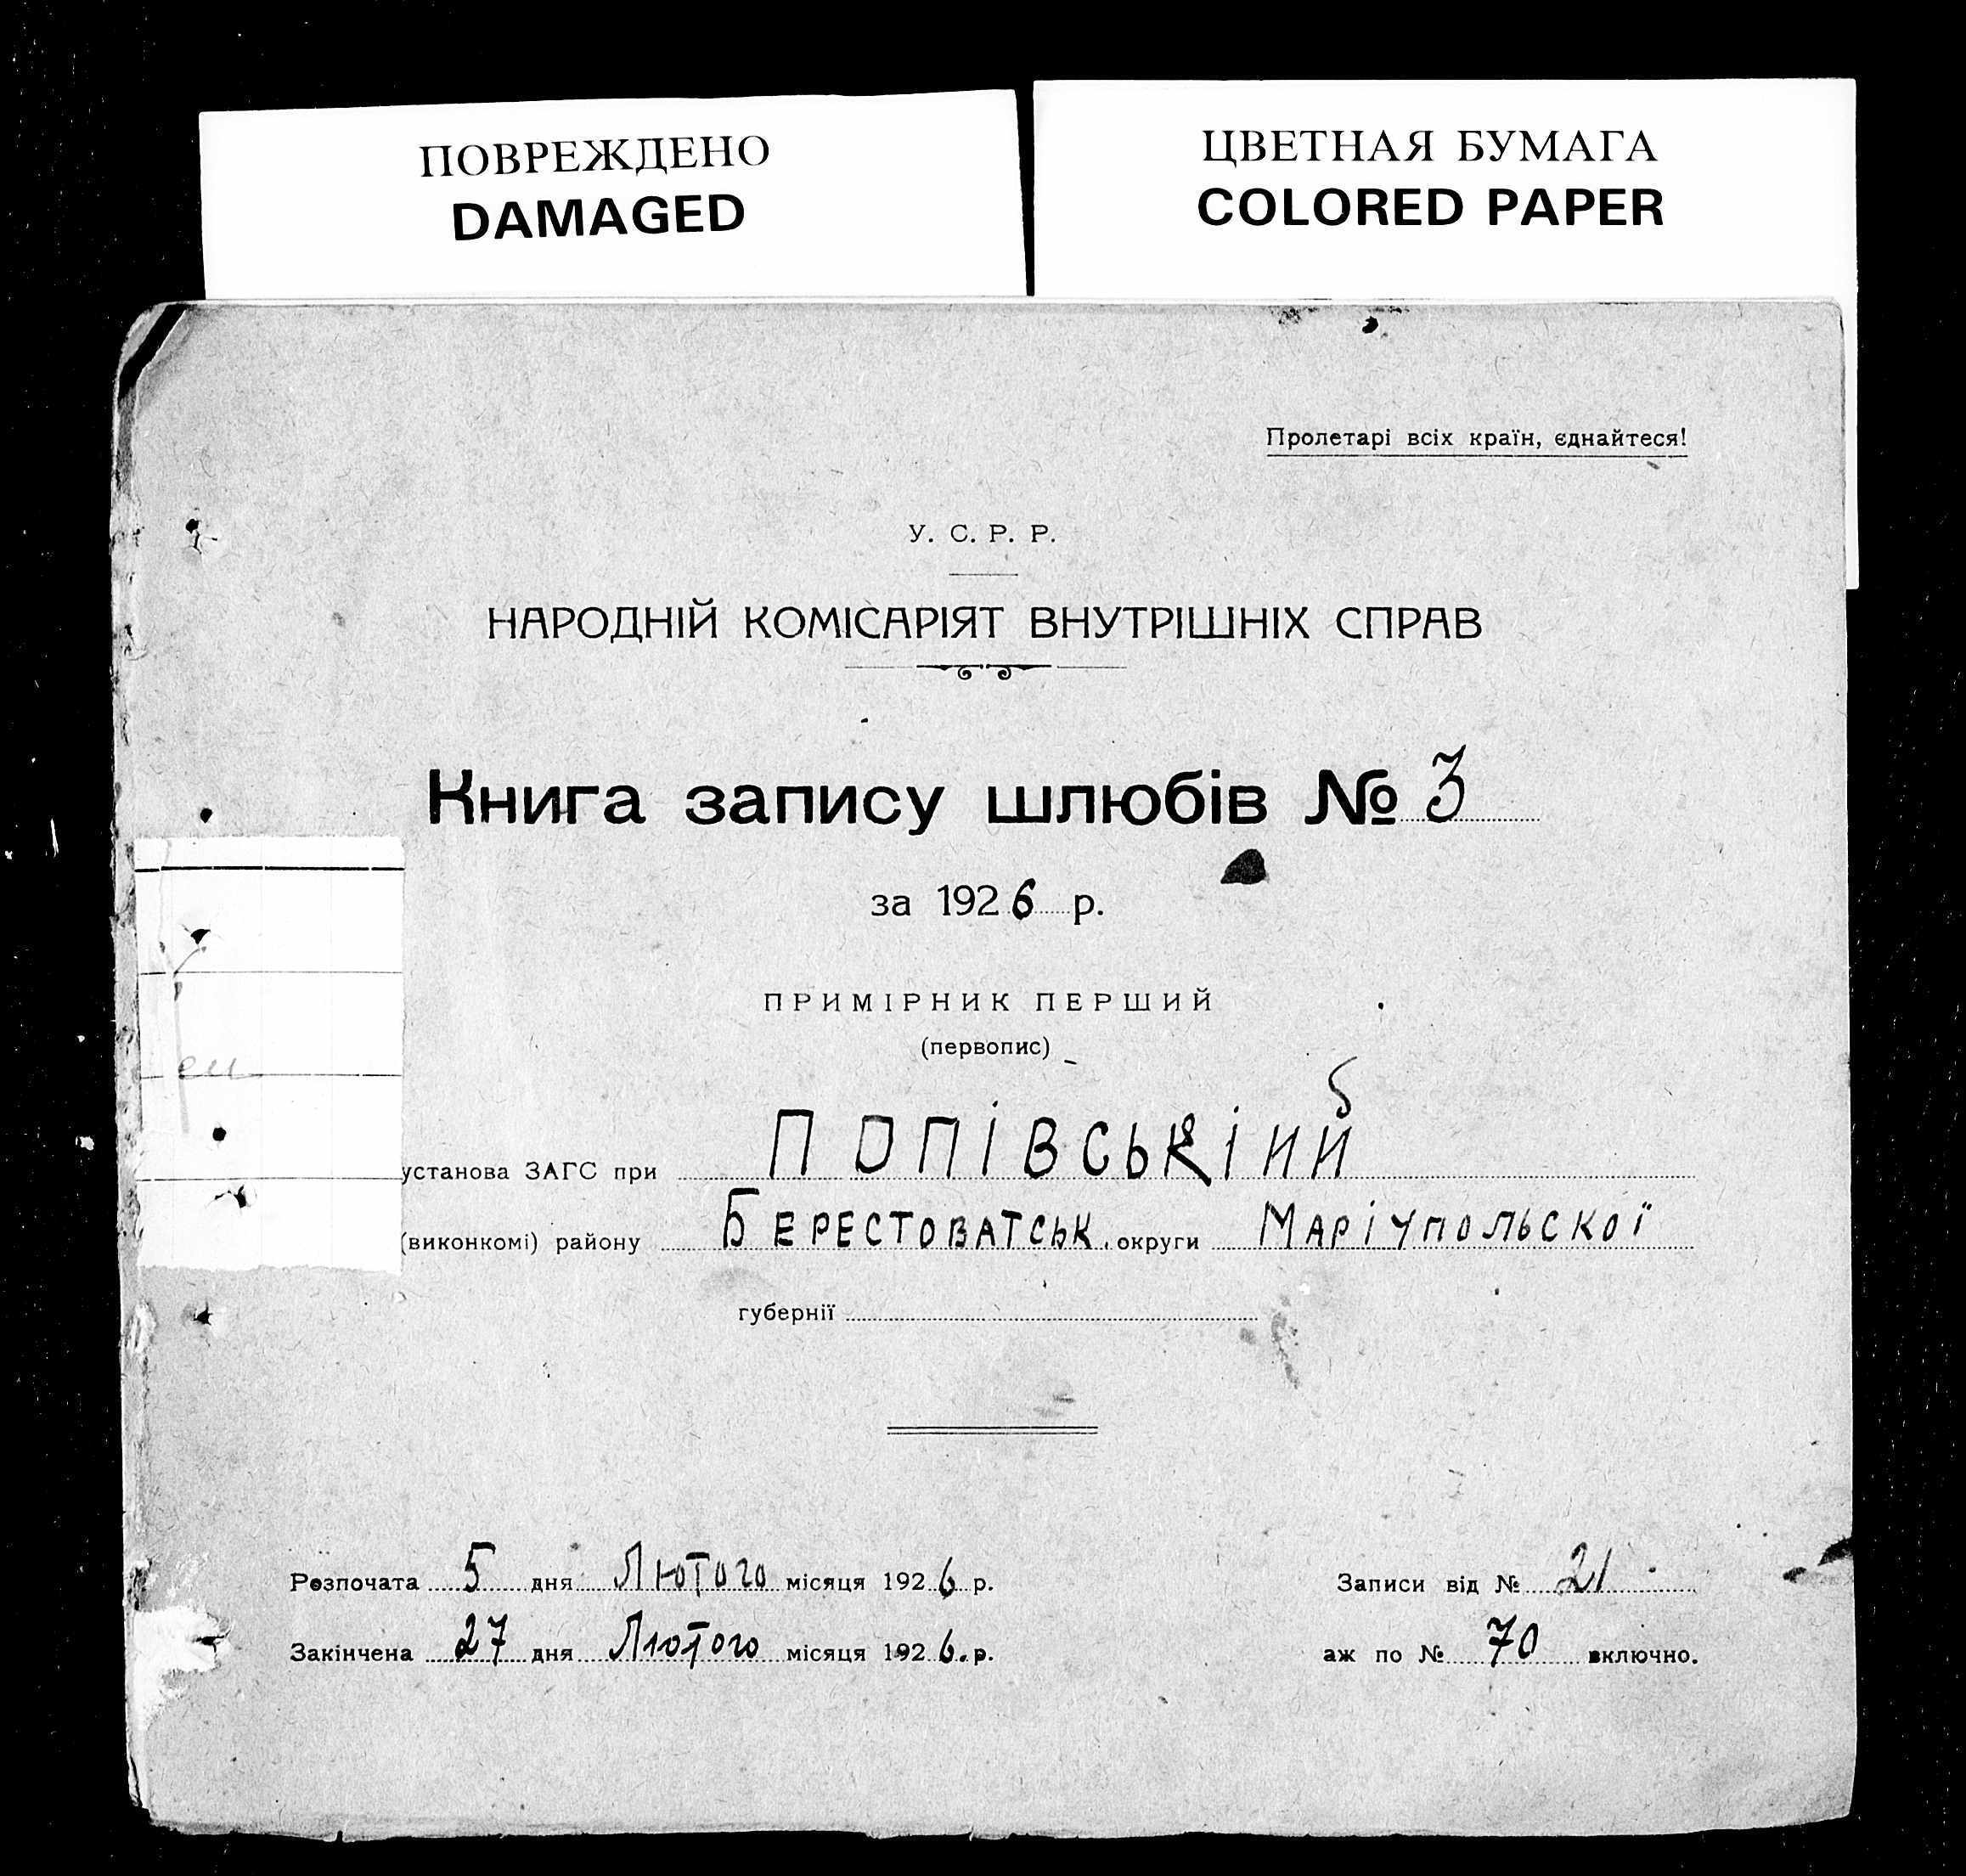 ПОВРЕЖДЕНО
DAMAGED
ЦВЕТНАЯ БУМАГА
COLORED PAPER
Пролетарі всіх країн, єднайтеся!
У. С. Р. Р.
НАРОДНІЙ КОМІСАРІЯТ ВНУТРІШНІХ СПРАВ
Книга запису шлюбів № 3
за 1926 р.
ПРИМІРНИК ПЕРШИЙ
(первопис)
установа ЗАГС при ПОПІВСЬКІЙ
(виконкомі) району БЕРЕСТОВАТСЬК. округи МАРІУПОЛЬСКОЇ
губернії
Розпочата 5 дня Лютого місяця 1926 р.
Закінчена 27 дня Лютого місяця 1926. р.
Записи від № 21
аж по № 70 включно.